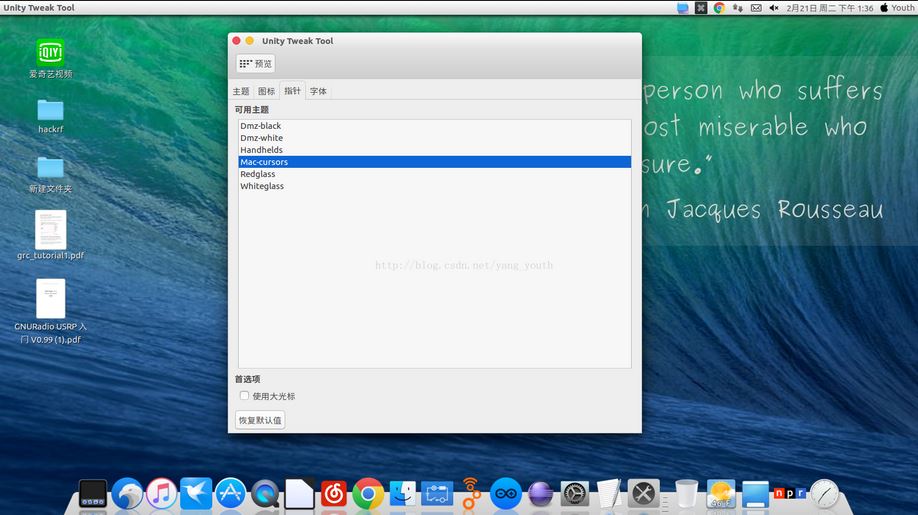 Unity Tweak Tool
2月21日 周二 下午 1:36
Youth
爱奇艺视频
hackrf
新建文件夹
grc_tutorial1.pdf
GNURadio USRP 入
门 V0.99 (1).pdf
Unity Tweak Tool
预览
主题 图标 指针 字体
可用主题
Dmz-black
Dmz-white
Handhelds
Mac-cursors
Redglass
Whiteglass
http://blog.csdn.net/yang_youth
首选项
使用大光标
恢复默认值
person who suffers
ost miserable who
sure."
Jacques Rousseau
iQIYI
npr